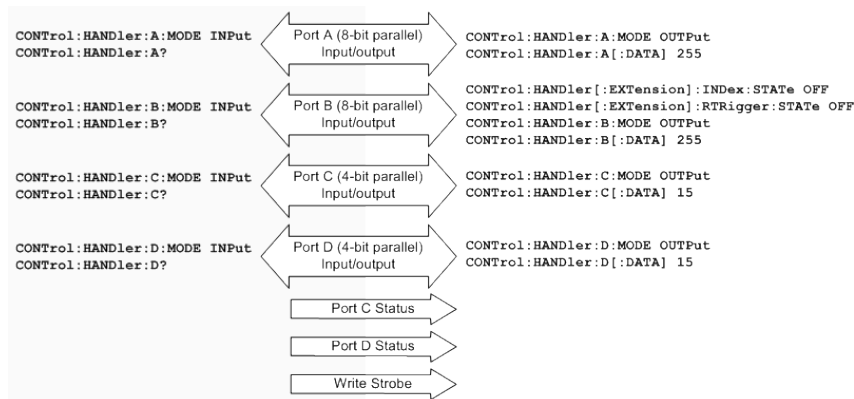 CONTrol:HANDler:A:MODE INPut
CONTrol:HANDler:A?
Port A (8-bit parallel)
Input/output
CONTrol:HANDler:A:MODE OUTPut
CONTrol:HANDler:A[:DATA] 255
CONTrol:HANDler:B:MODE INPut
CONTrol:HANDler:B?
Port B (8-bit parallel)
Input/output
CONTrol:HANDler[:EXTension]:INDex:STATe OFF
CONTrol:HANDler[:EXTension]:RTRigger:STATe OFF
CONTrol:HANDler:B:MODE OUTPut
CONTrol:HANDler:B[:DATA] 255
CONTrol:HANDler:C:MODE INPut
CONTrol:HANDler:C?
Port C (4-bit parallel)
Input/output
CONTrol:HANDler:C:MODE OUTPut
CONTrol:HANDler:C[:DATA] 15
CONTrol:HANDler:D:MODE INPut
CONTrol:HANDler:D?
Port D (4-bit parallel)
Input/output
CONTrol:HANDler:D:MODE OUTPut
CONTrol:HANDler:D[:DATA] 15
Port C Status
Port D Status
Write Strobe